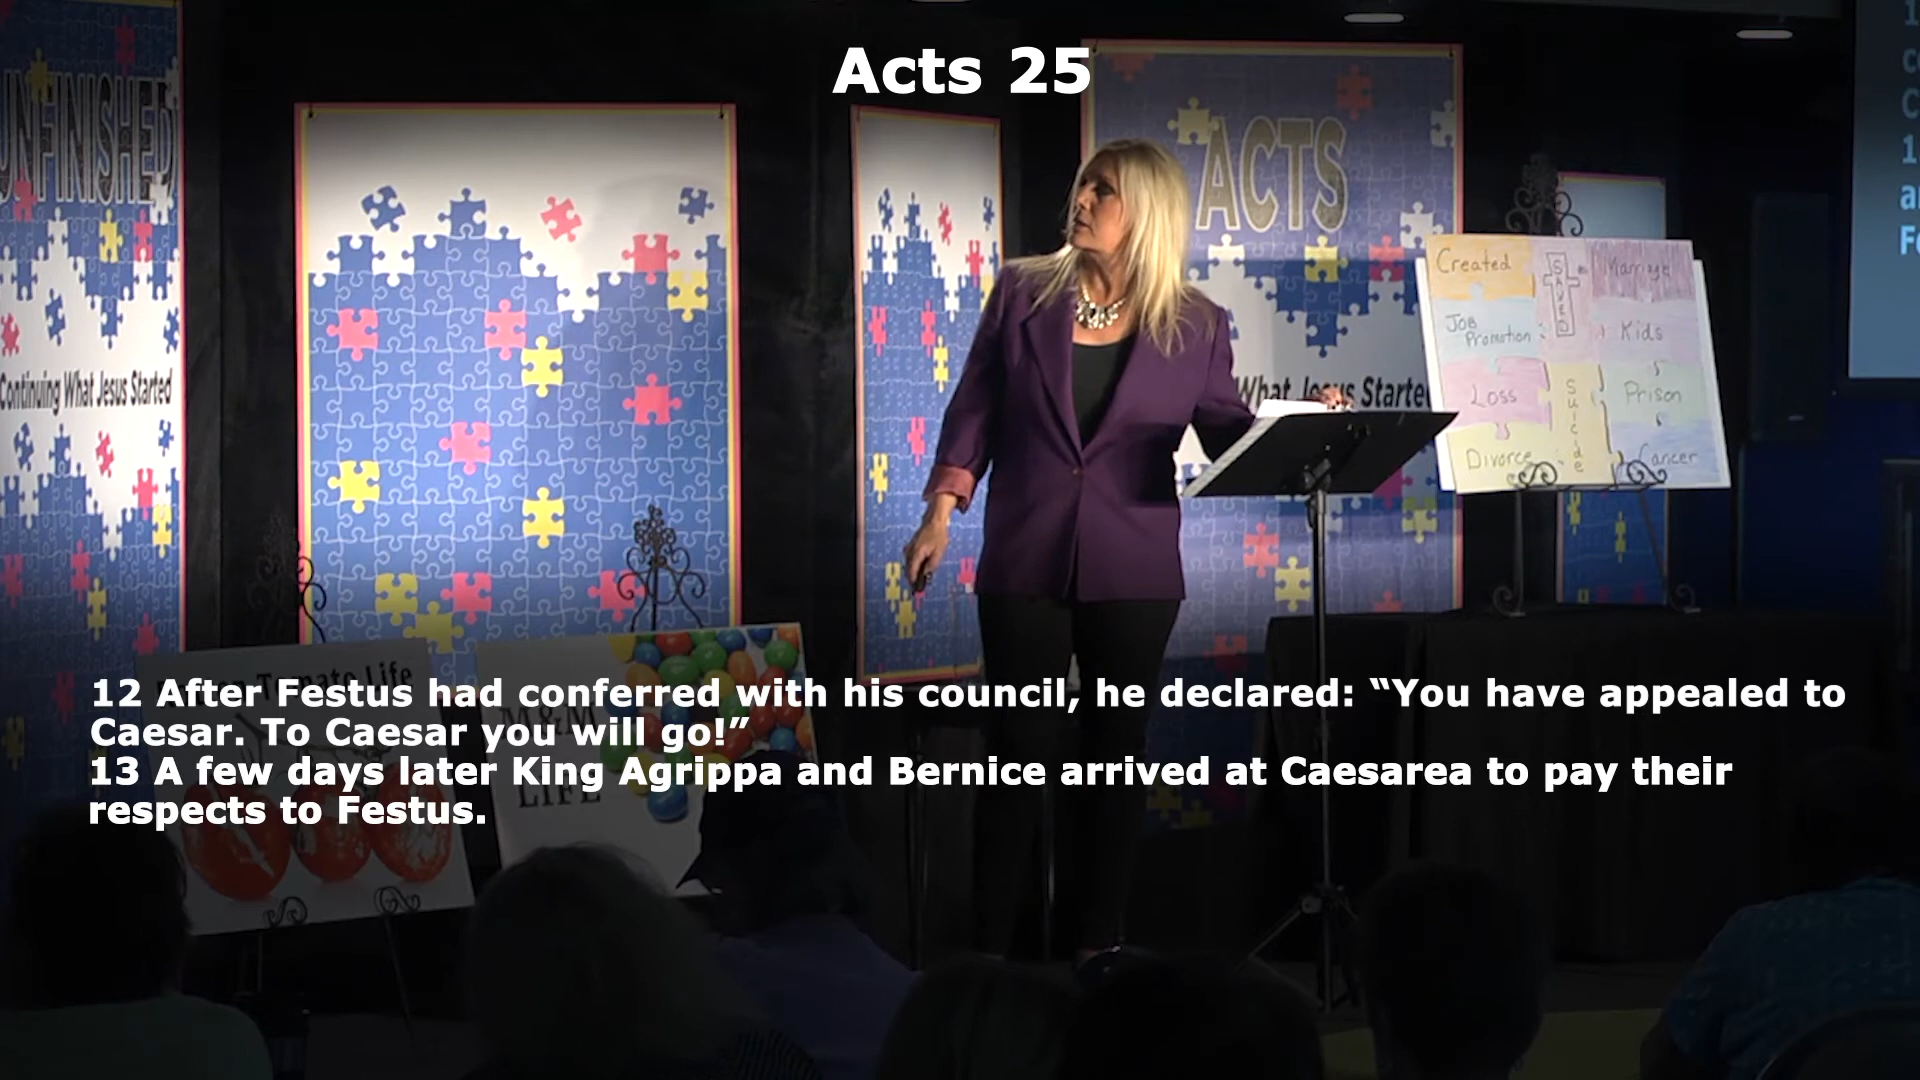 Acts 25
UNFINISHED
Continuing What Jesus Started
ACTS
What Jesus Started
Created
SAVED
Marriage
Job
Promotion
Kids
Loss
Suicide
Prison
Divorce
Cancer
Life
M&M
LIFE
12 After Festus had conferred with his council, he declared: “You have appealed to
Caesar. To Caesar you will go!”
13 A few days later King Agrippa and Bernice arrived at Caesarea to pay their
respects to Festus.